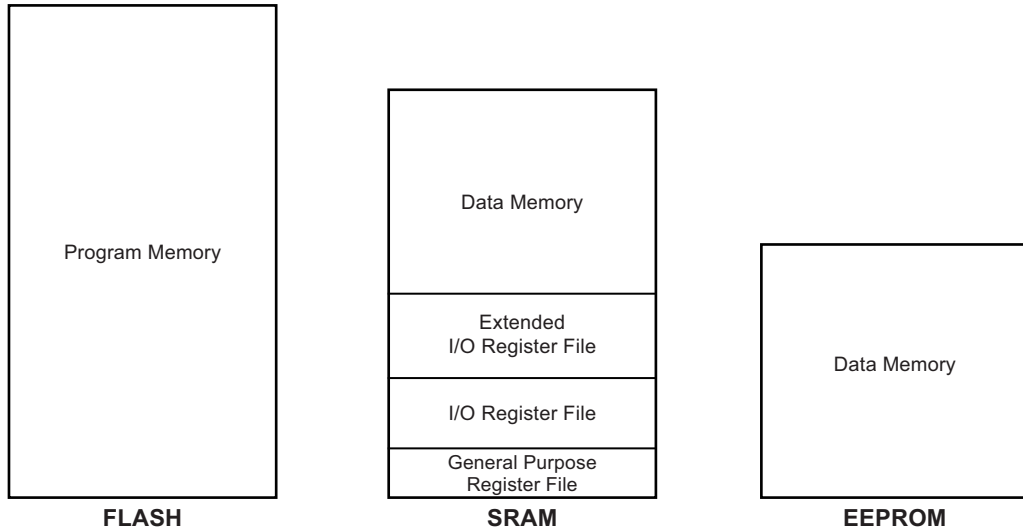 Program Memory
FLASH
Data Memory
Extended
I/O Register File
I/O Register File
General Purpose
Register File
SRAM
Data Memory
EEPROM